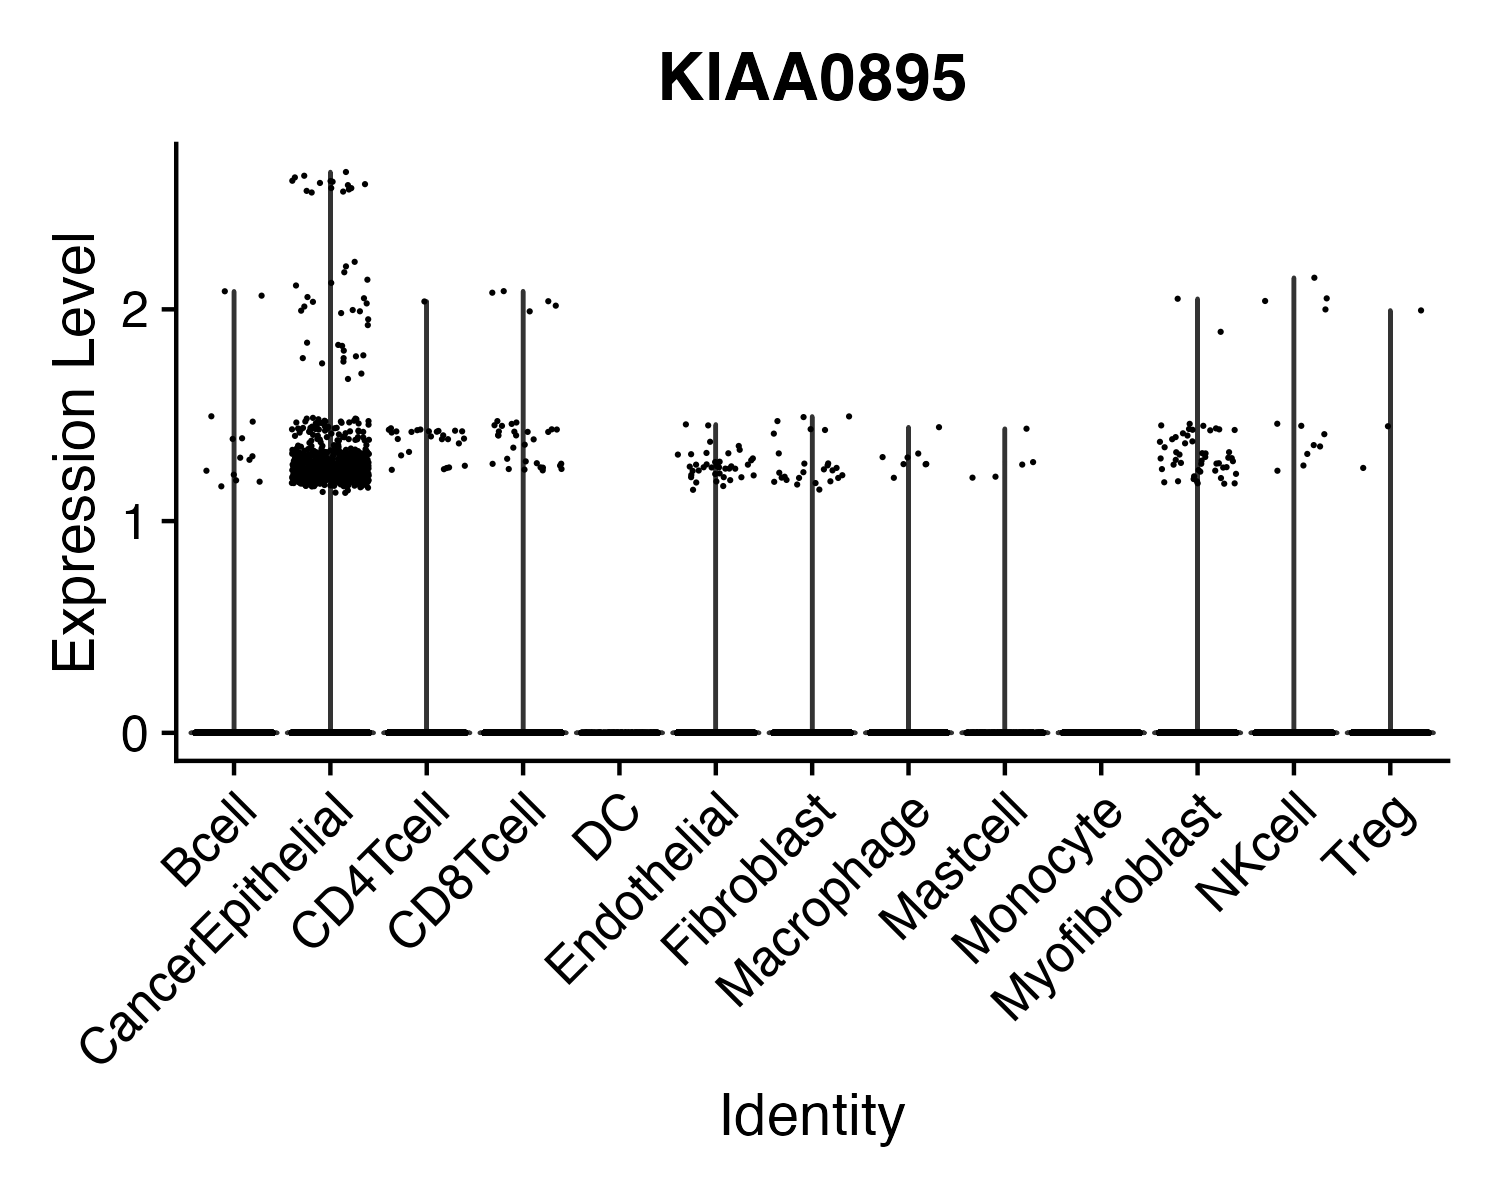 KIAA0895
Expression Level
2
1
0
Bcell
CancerEpithelial
CD4Tcell
CD8Tcell
DC
Endothelial
Fibroblast
Macrophage
Mastcell
Monocyte
Myofibroblast
NKcell
Treg
Identity